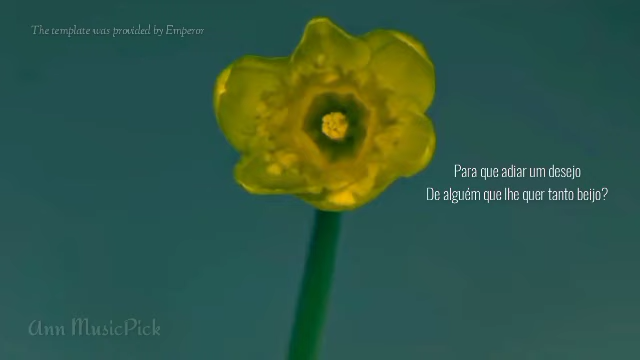 The template was provided by Emperor
Para que adiar um desejo
De alguém que lhe quer tanto beijo?
Ann MusicPick